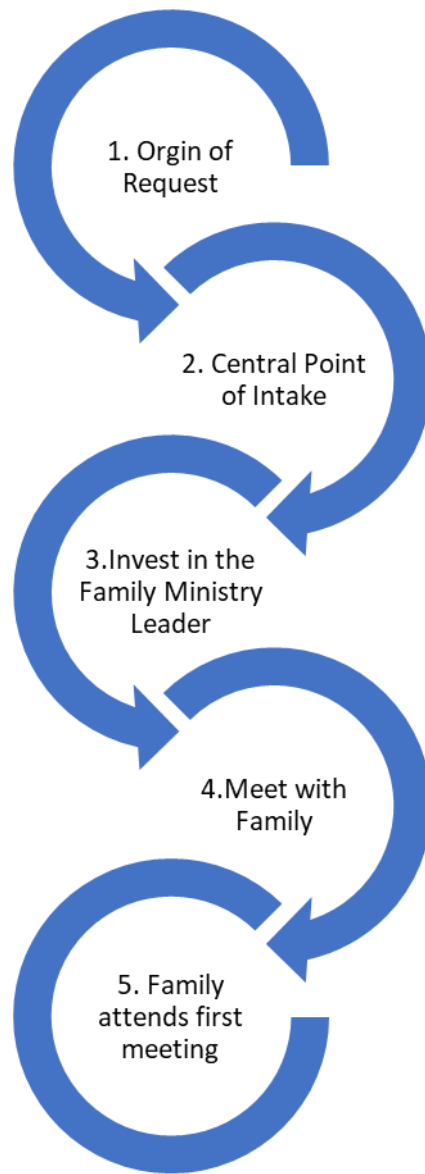 1. Orgin of
Request
2. Central Point
of Intake
3.Invest in the
Family Ministry
Leader
4.Meet with
Family
5. Family
attends first
meeting